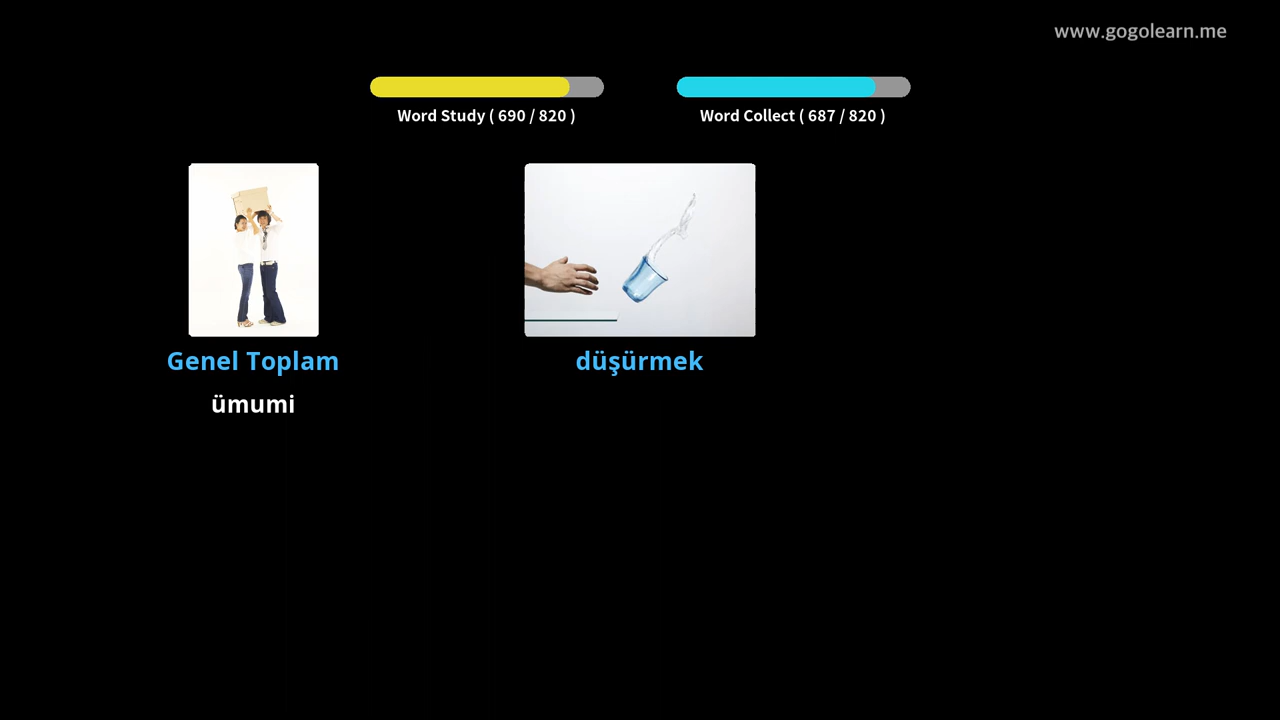 www.gogolearn.me
Word Study ( 690 / 820 )
Word Collect ( 687 / 820 )
Genel Toplam
ümumi
düşürmek